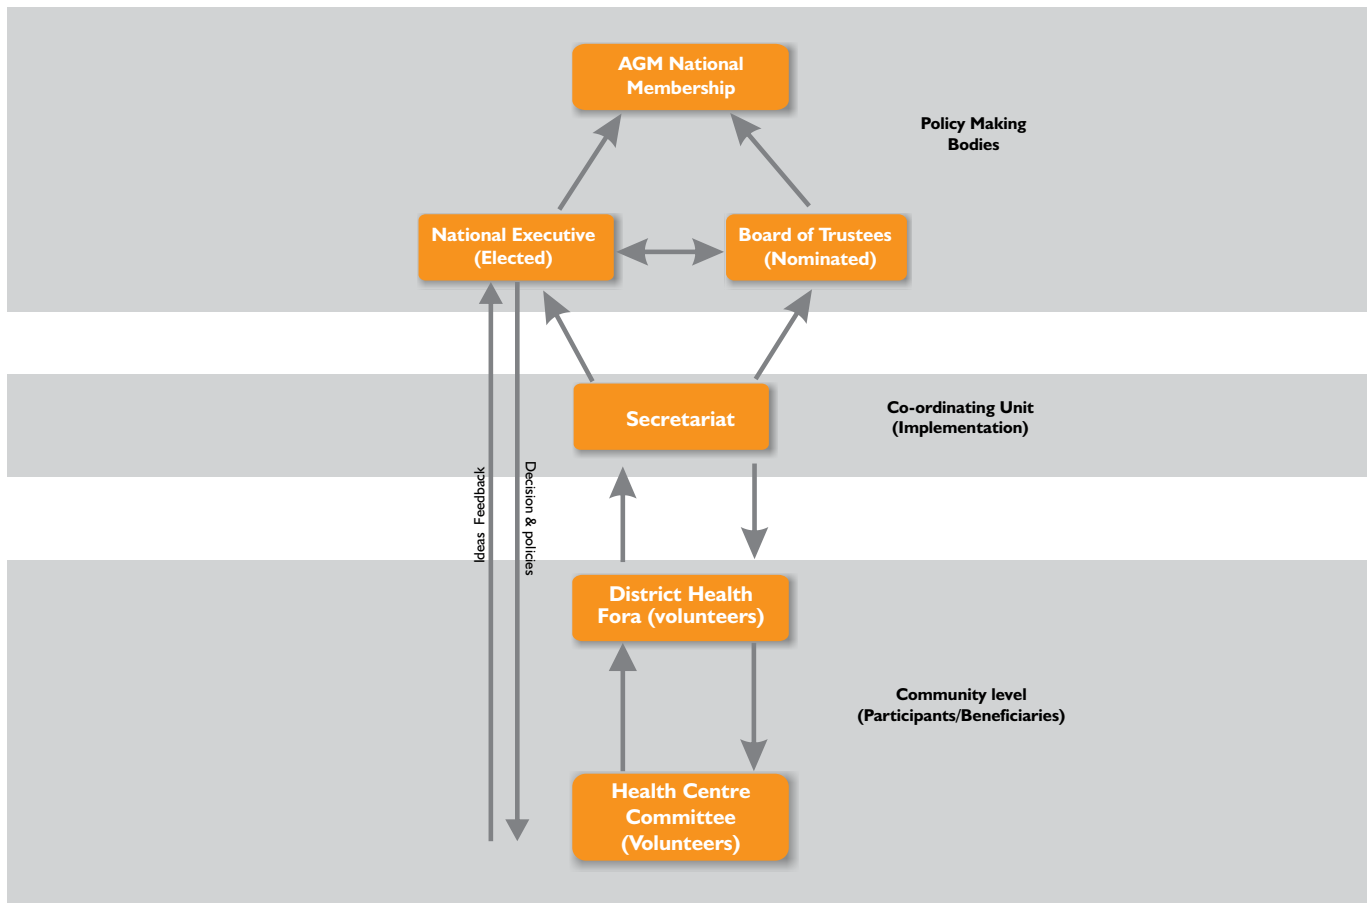 AGM National
Membership
Policy Making
Bodies
National Executive
(Elected)
Board of Trustees
(Nominated)
Secretariat
Co-ordinating Unit
(Implementation)
Ideas  Feedback
Decision & policies
District Health
Fora (volunteers)
Community level
(Participants/Beneficiaries)
Health Centre
Committee
(Volunteers)